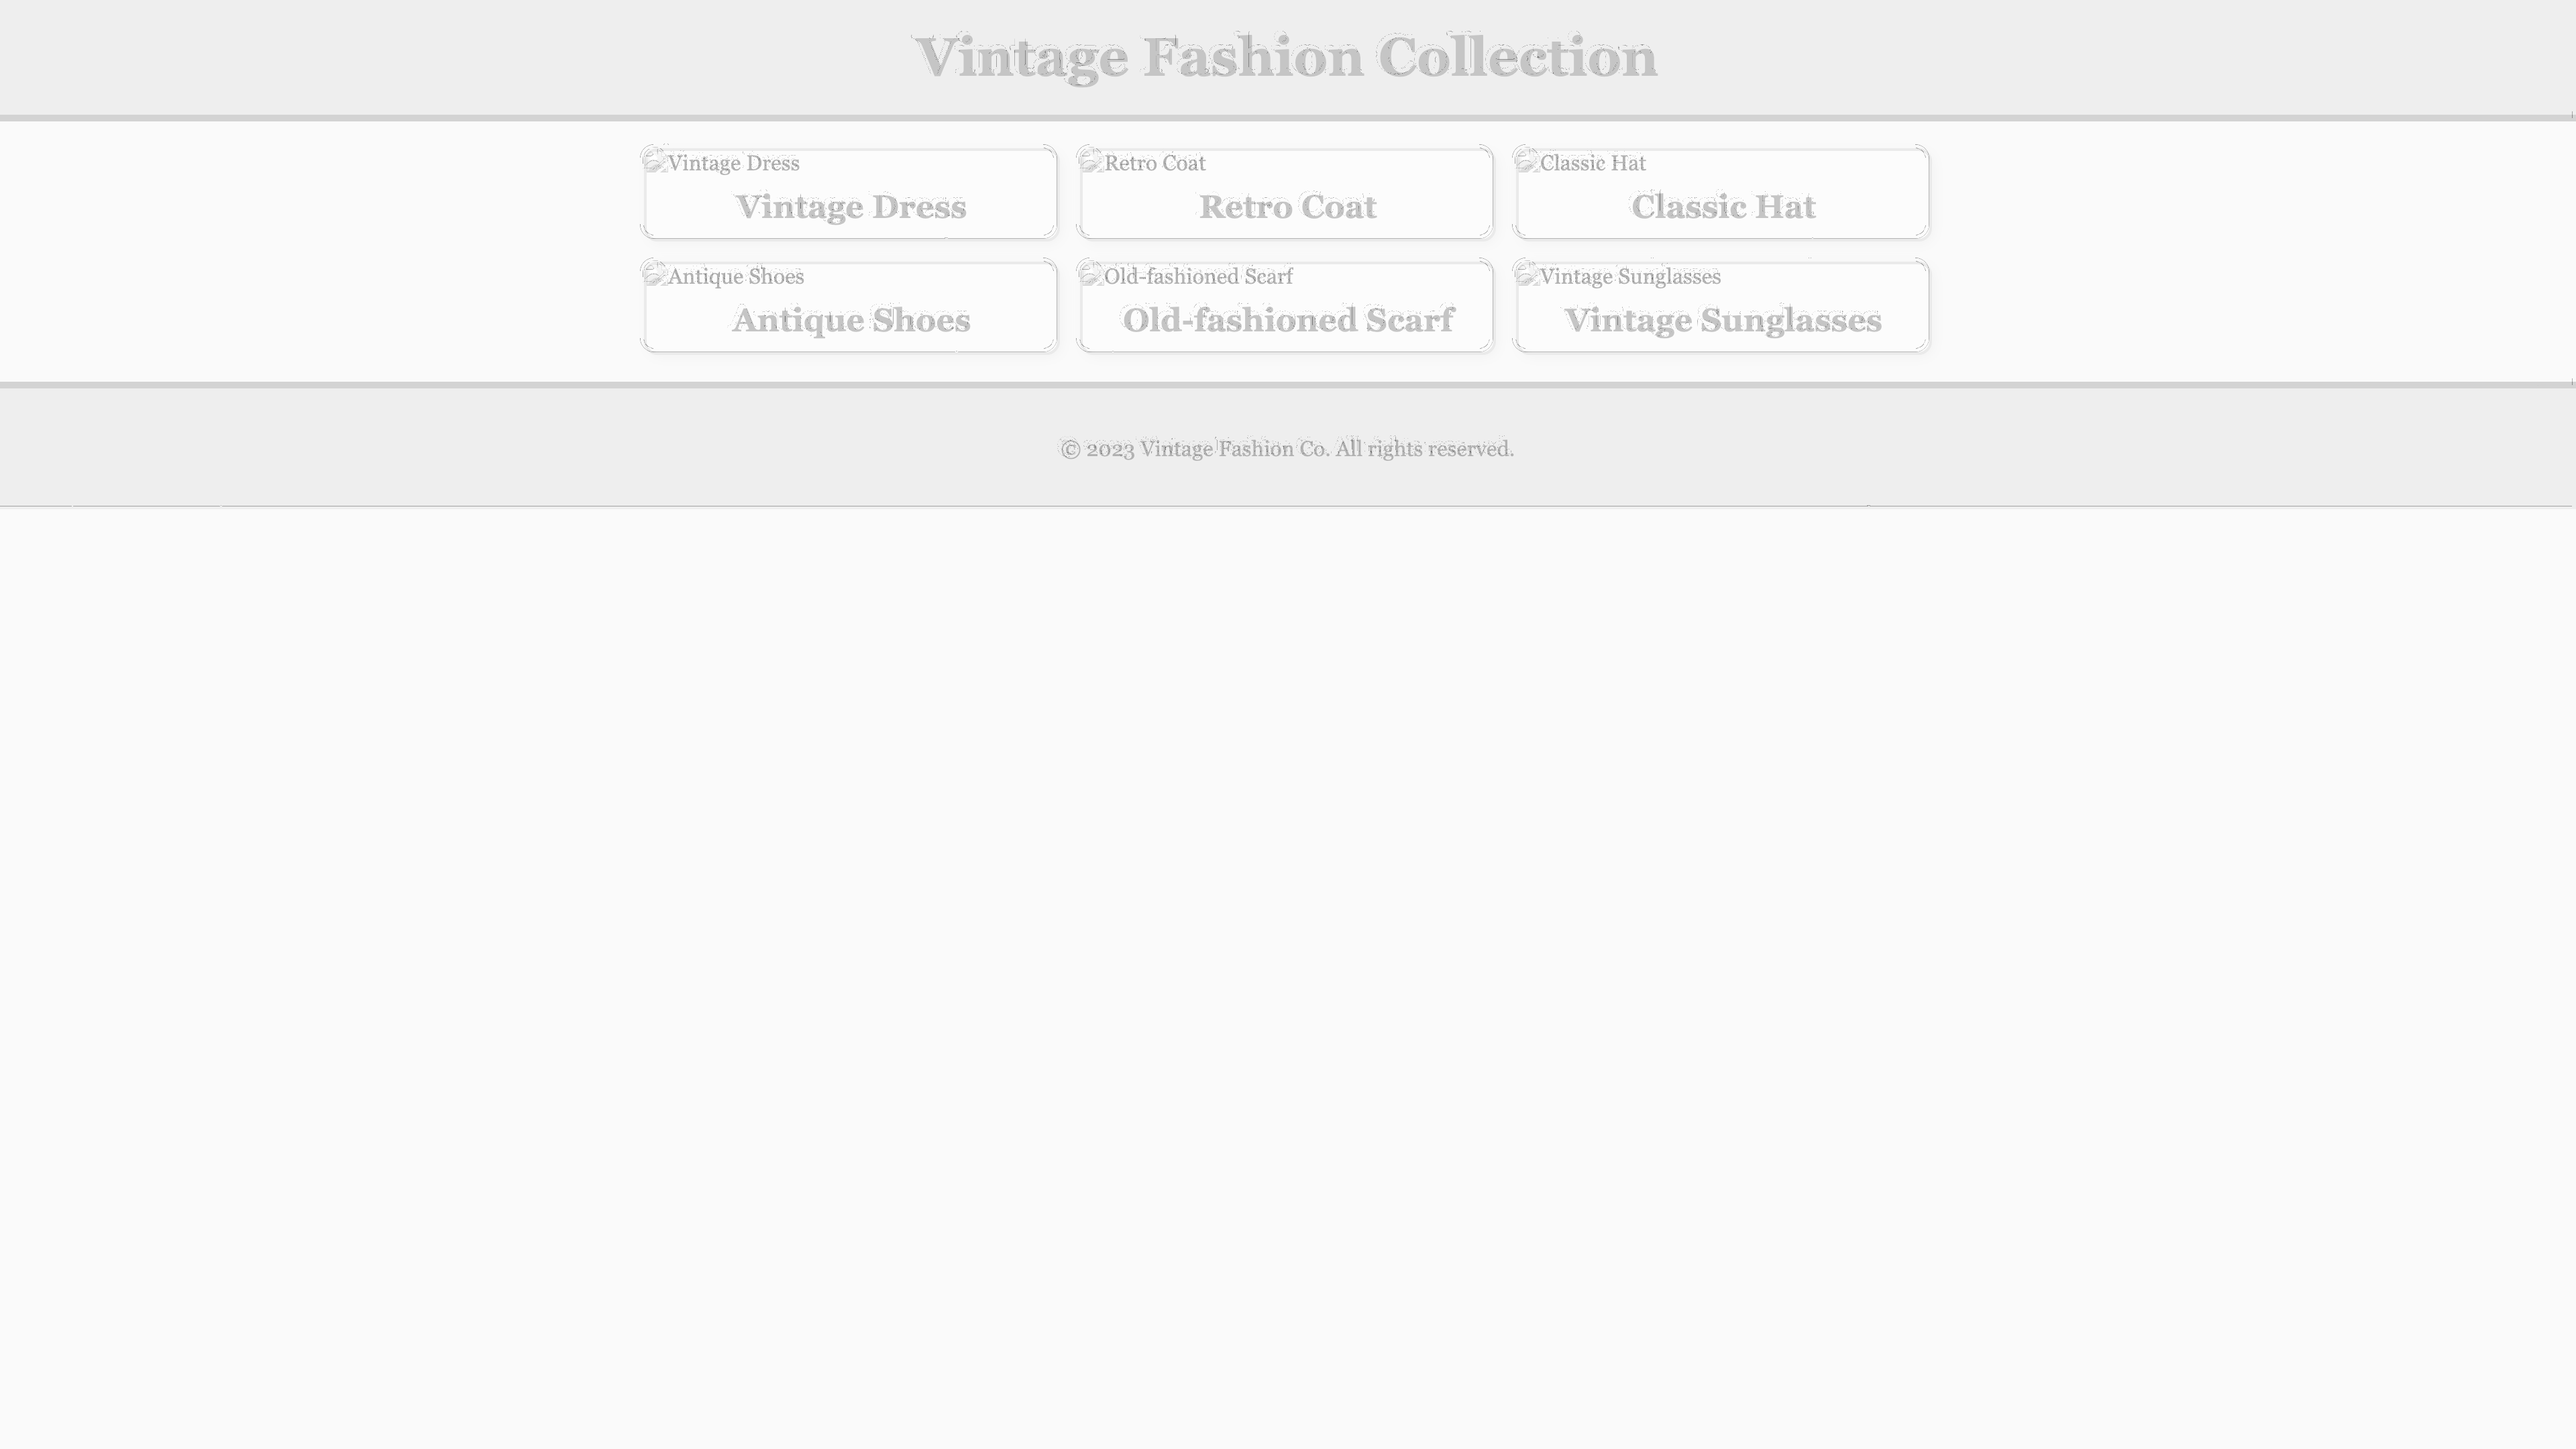 Vintage Fashion Collection
Vintage Dress
Vintage Dress
Retro Coat
Retro Coat
Classic Hat
Classic Hat
Antique Shoes
Antique Shoes
Old-fashioned Scarf
Old-fashioned Scarf
Vintage Sunglasses
Vintage Sunglasses
© 2023 Vintage Fashion Co. All rights reserved.